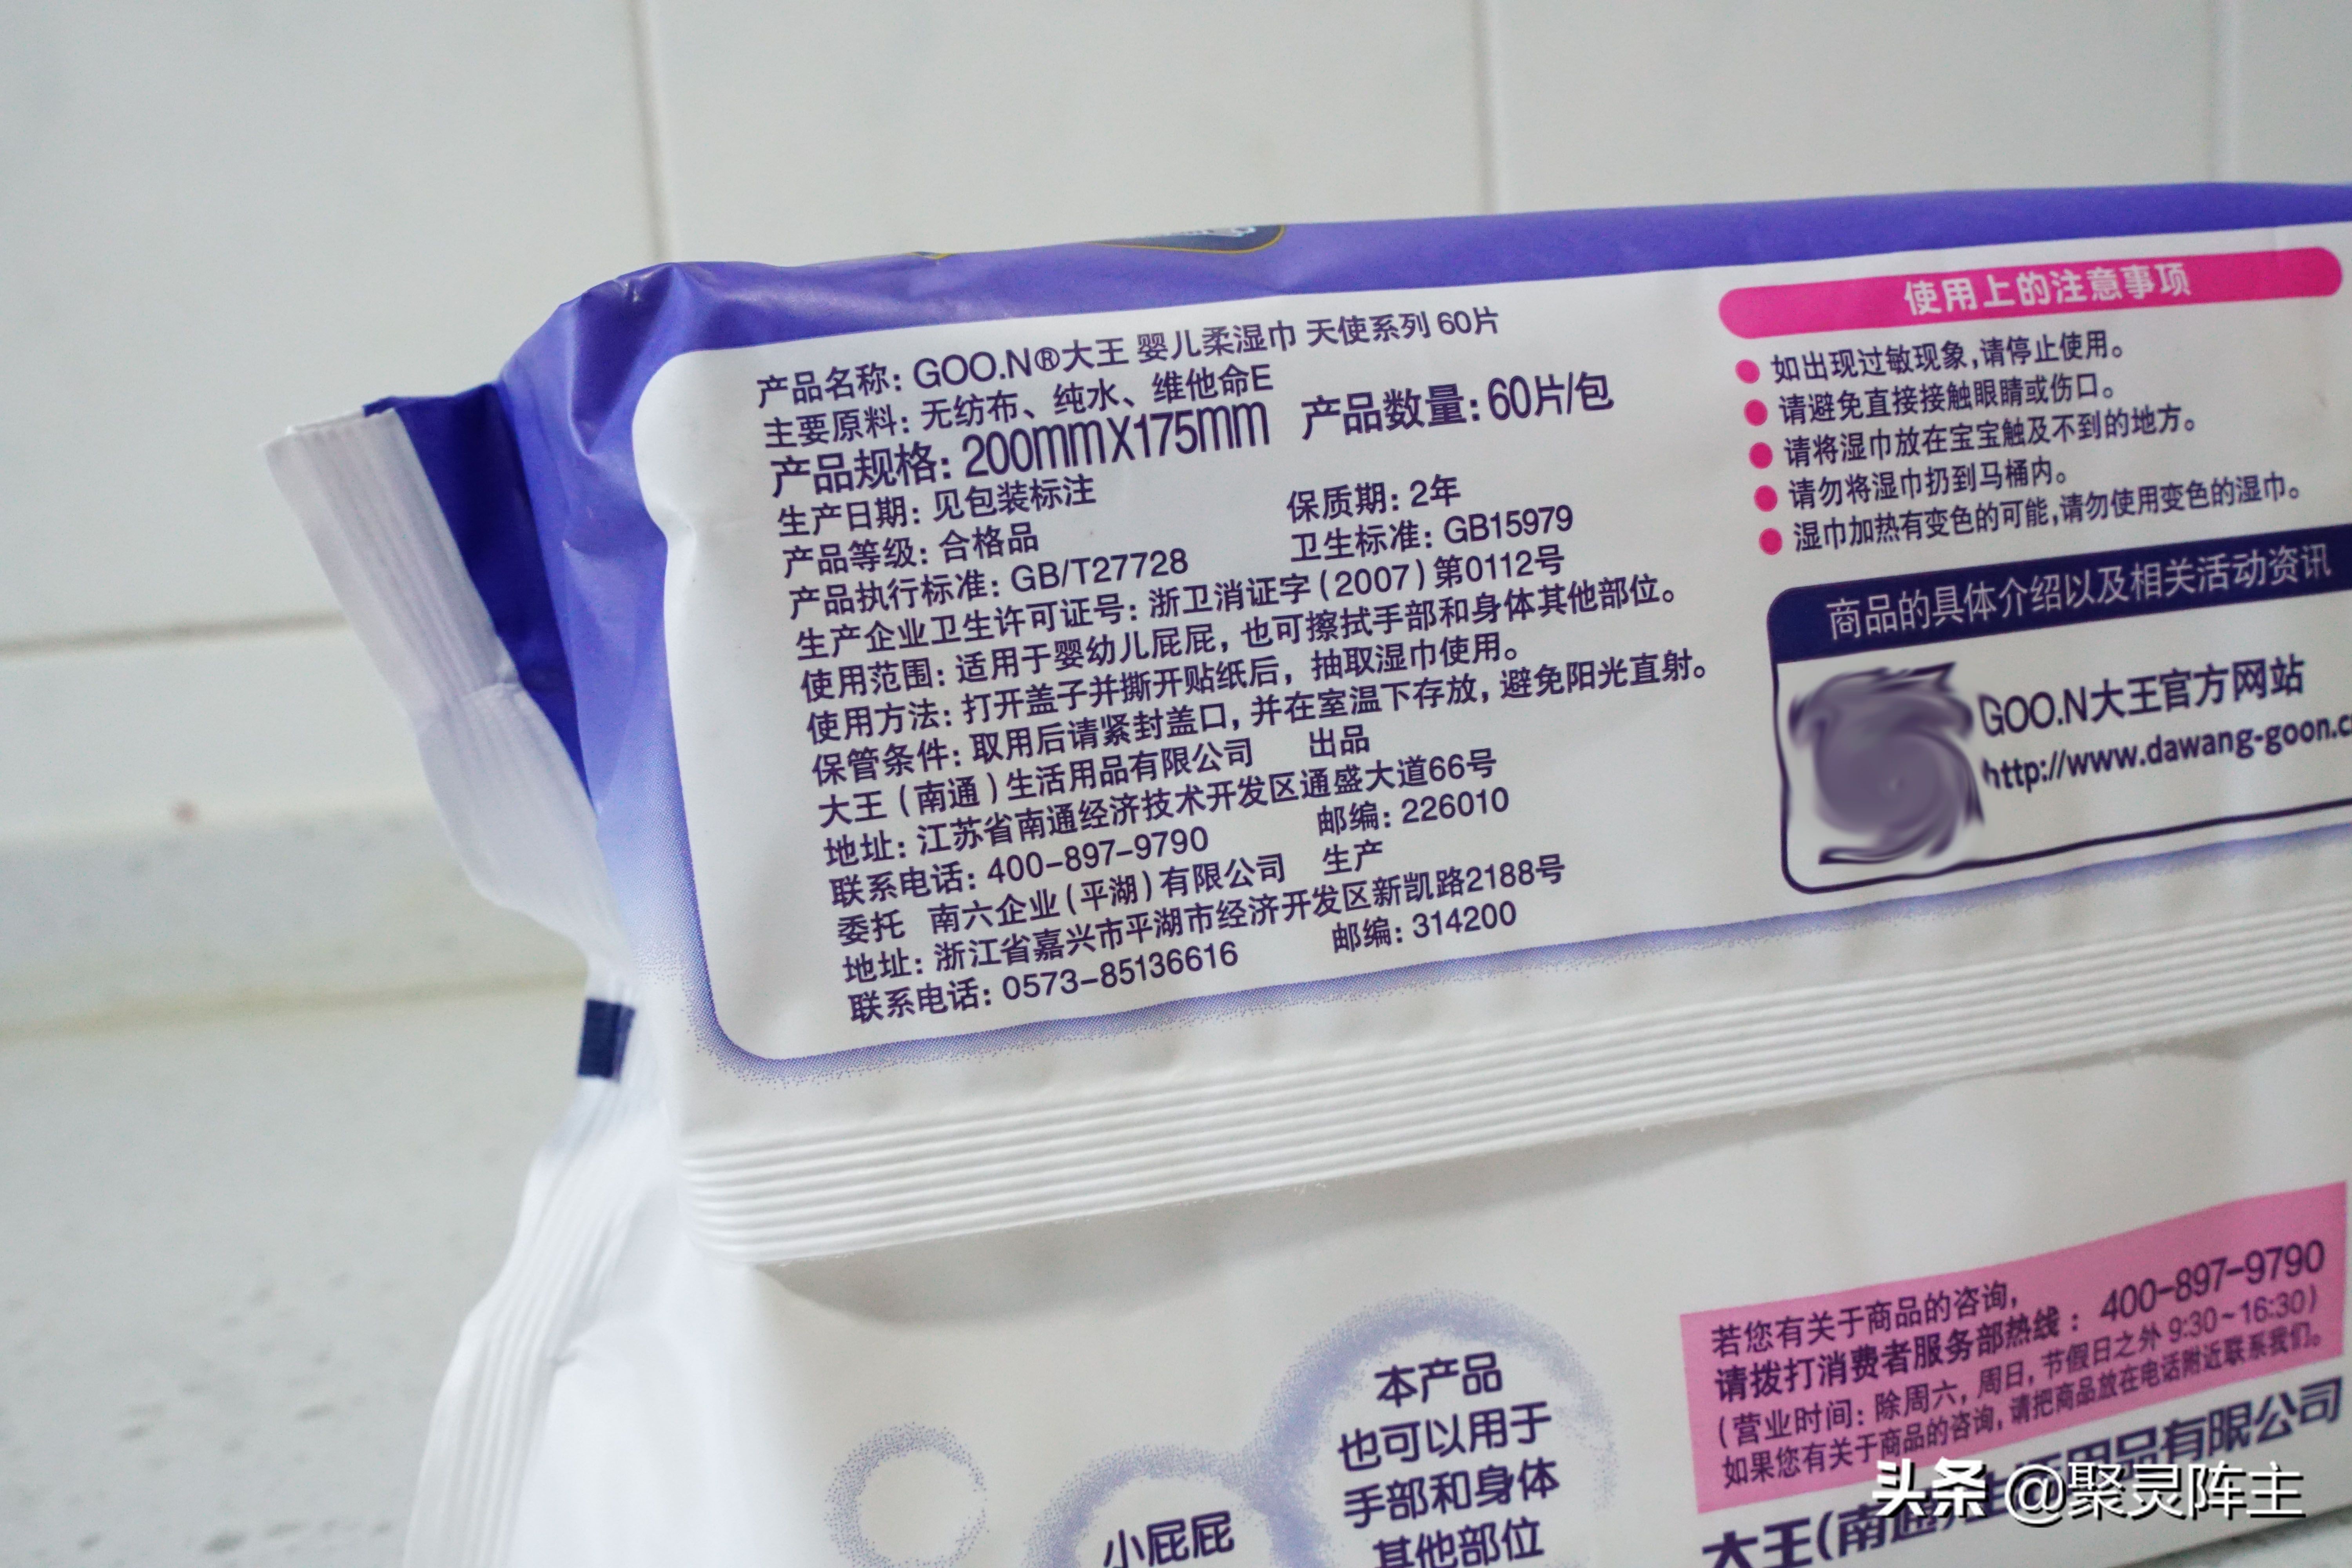 产品名称: GOO.N®大王 婴儿柔湿巾 天使系列 60片
主要原料: 无纺布、纯水、维他命E
产品规格: 200mmX175mm 产品数量: 60片/包
生产日期: 见包装标注 保质期: 2年
产品等级: 合格品 卫生标准: GB15979
产品执行标准: GB/T27728
生产企业卫生许可证号: 浙卫消证字(2007)第0112号
使用范围: 适用于婴幼儿屁屁, 也可擦拭手部和身体其他部位。
使用方法: 打开盖子并撕开贴纸后, 抽取湿巾使用。
保管条件: 取用后请紧封盖口, 并在室温下存放, 避免阳光直射。
大王(南通)生活用品有限公司 出品
地址: 江苏省南通经济技术开发区通盛大道66号
联系电话: 400-897-9790 邮编: 226010
委托 南六企业(平湖)有限公司 生产
地址: 浙江省嘉兴市平湖市经济开发区新凯路2188号
联系电话: 0573-85136616 邮编: 314200
使用上的注意事项
如出现过敏现象,请停止使用。
请避免直接接触眼睛或伤口。
请将湿巾放在宝宝触及不到的地方。
请勿将湿巾扔到马桶内。
湿巾加热有变色的可能,请勿使用变色的湿巾。
商品的具体介绍以及相关活动资讯
GOO.N大王官方网站
http://www.dawang-goon.c
小屁屁
本产品
也可以用于
手部和身体
其他部位
若您有关于商品的咨询,
请拨打消费者服务部热线: 400-897-9790
(营业时间: 除周六, 周日, 节假日之外 9:30~16:30)
如果您有关于商品的咨询, 请把商品放在电话附近联系我们。
大王(南通)生活用品有限公司
头条 @聚灵阵主